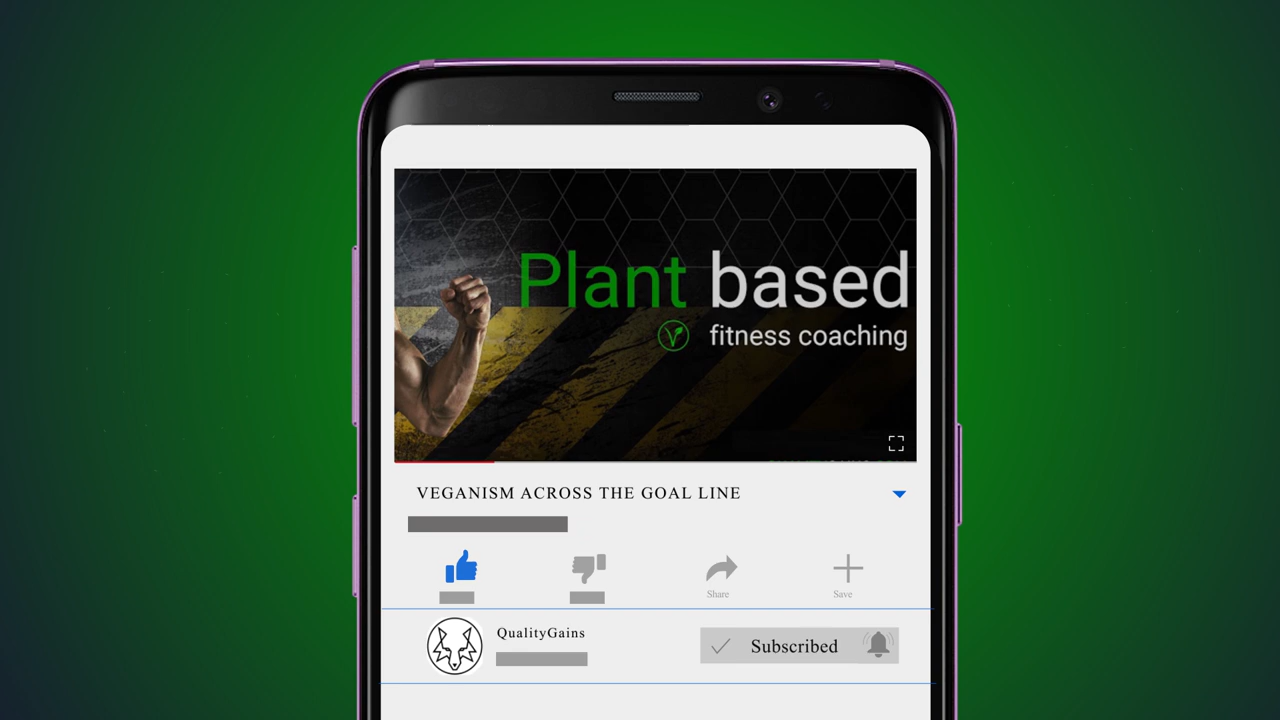 Plant based
fitness coaching
VEGANISM ACROSS THE GOAL LINE
Share
Save
QualityGains
Subscribed